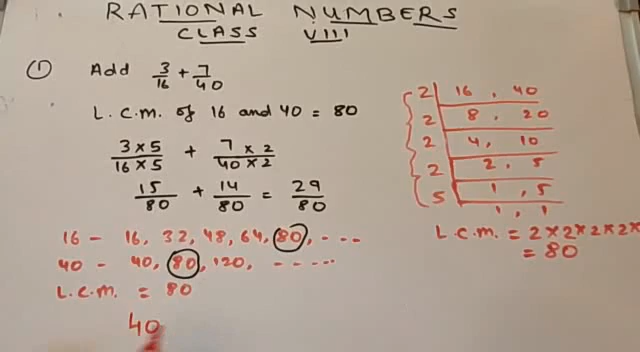 RATIONAL NUMBERS
CLASS VIII
① Add 3/16 + 7/40
L.C.M. of 16 and 40 = 80
3 × 5 / 16 × 5 + 7 × 2 / 40 × 2
15/80 + 14/80 = 29/80
16 - 16, 32, 48, 64, 80, ....
40 - 40, 80, 120, - .....
L.C.M. = 80
40
2 | 16, 40
2 | 8, 20
2 | 4, 10
2 | 2, 5
5 | 1, 5
1, 1
L.C.M. = 2×2×2×2×
= 80